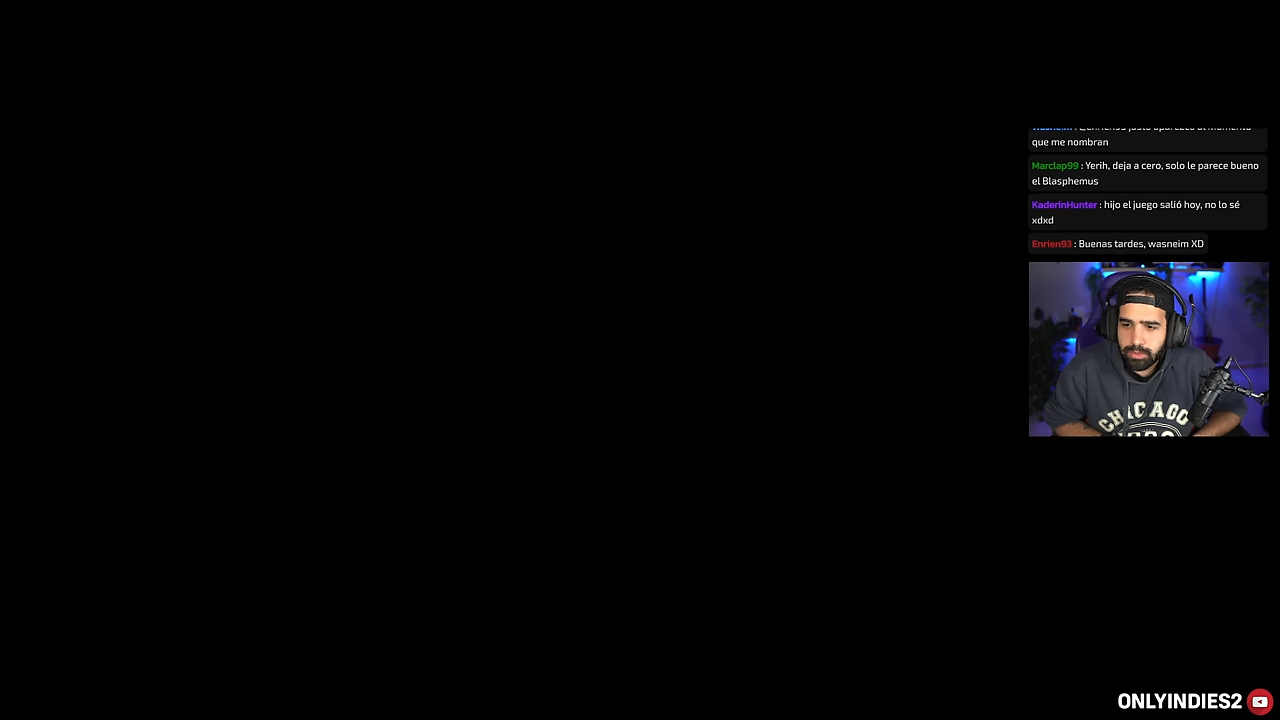 que me nombran
Marclap99 : Yerih, deja a cero, solo le parece bueno
el Blasphemus
KaderinHunter : hijo el juego salió hoy, no lo sé
xdxd
Enrien93 : Buenas tardes, wasneim XD
CHICAGO
ONLYINDIES2